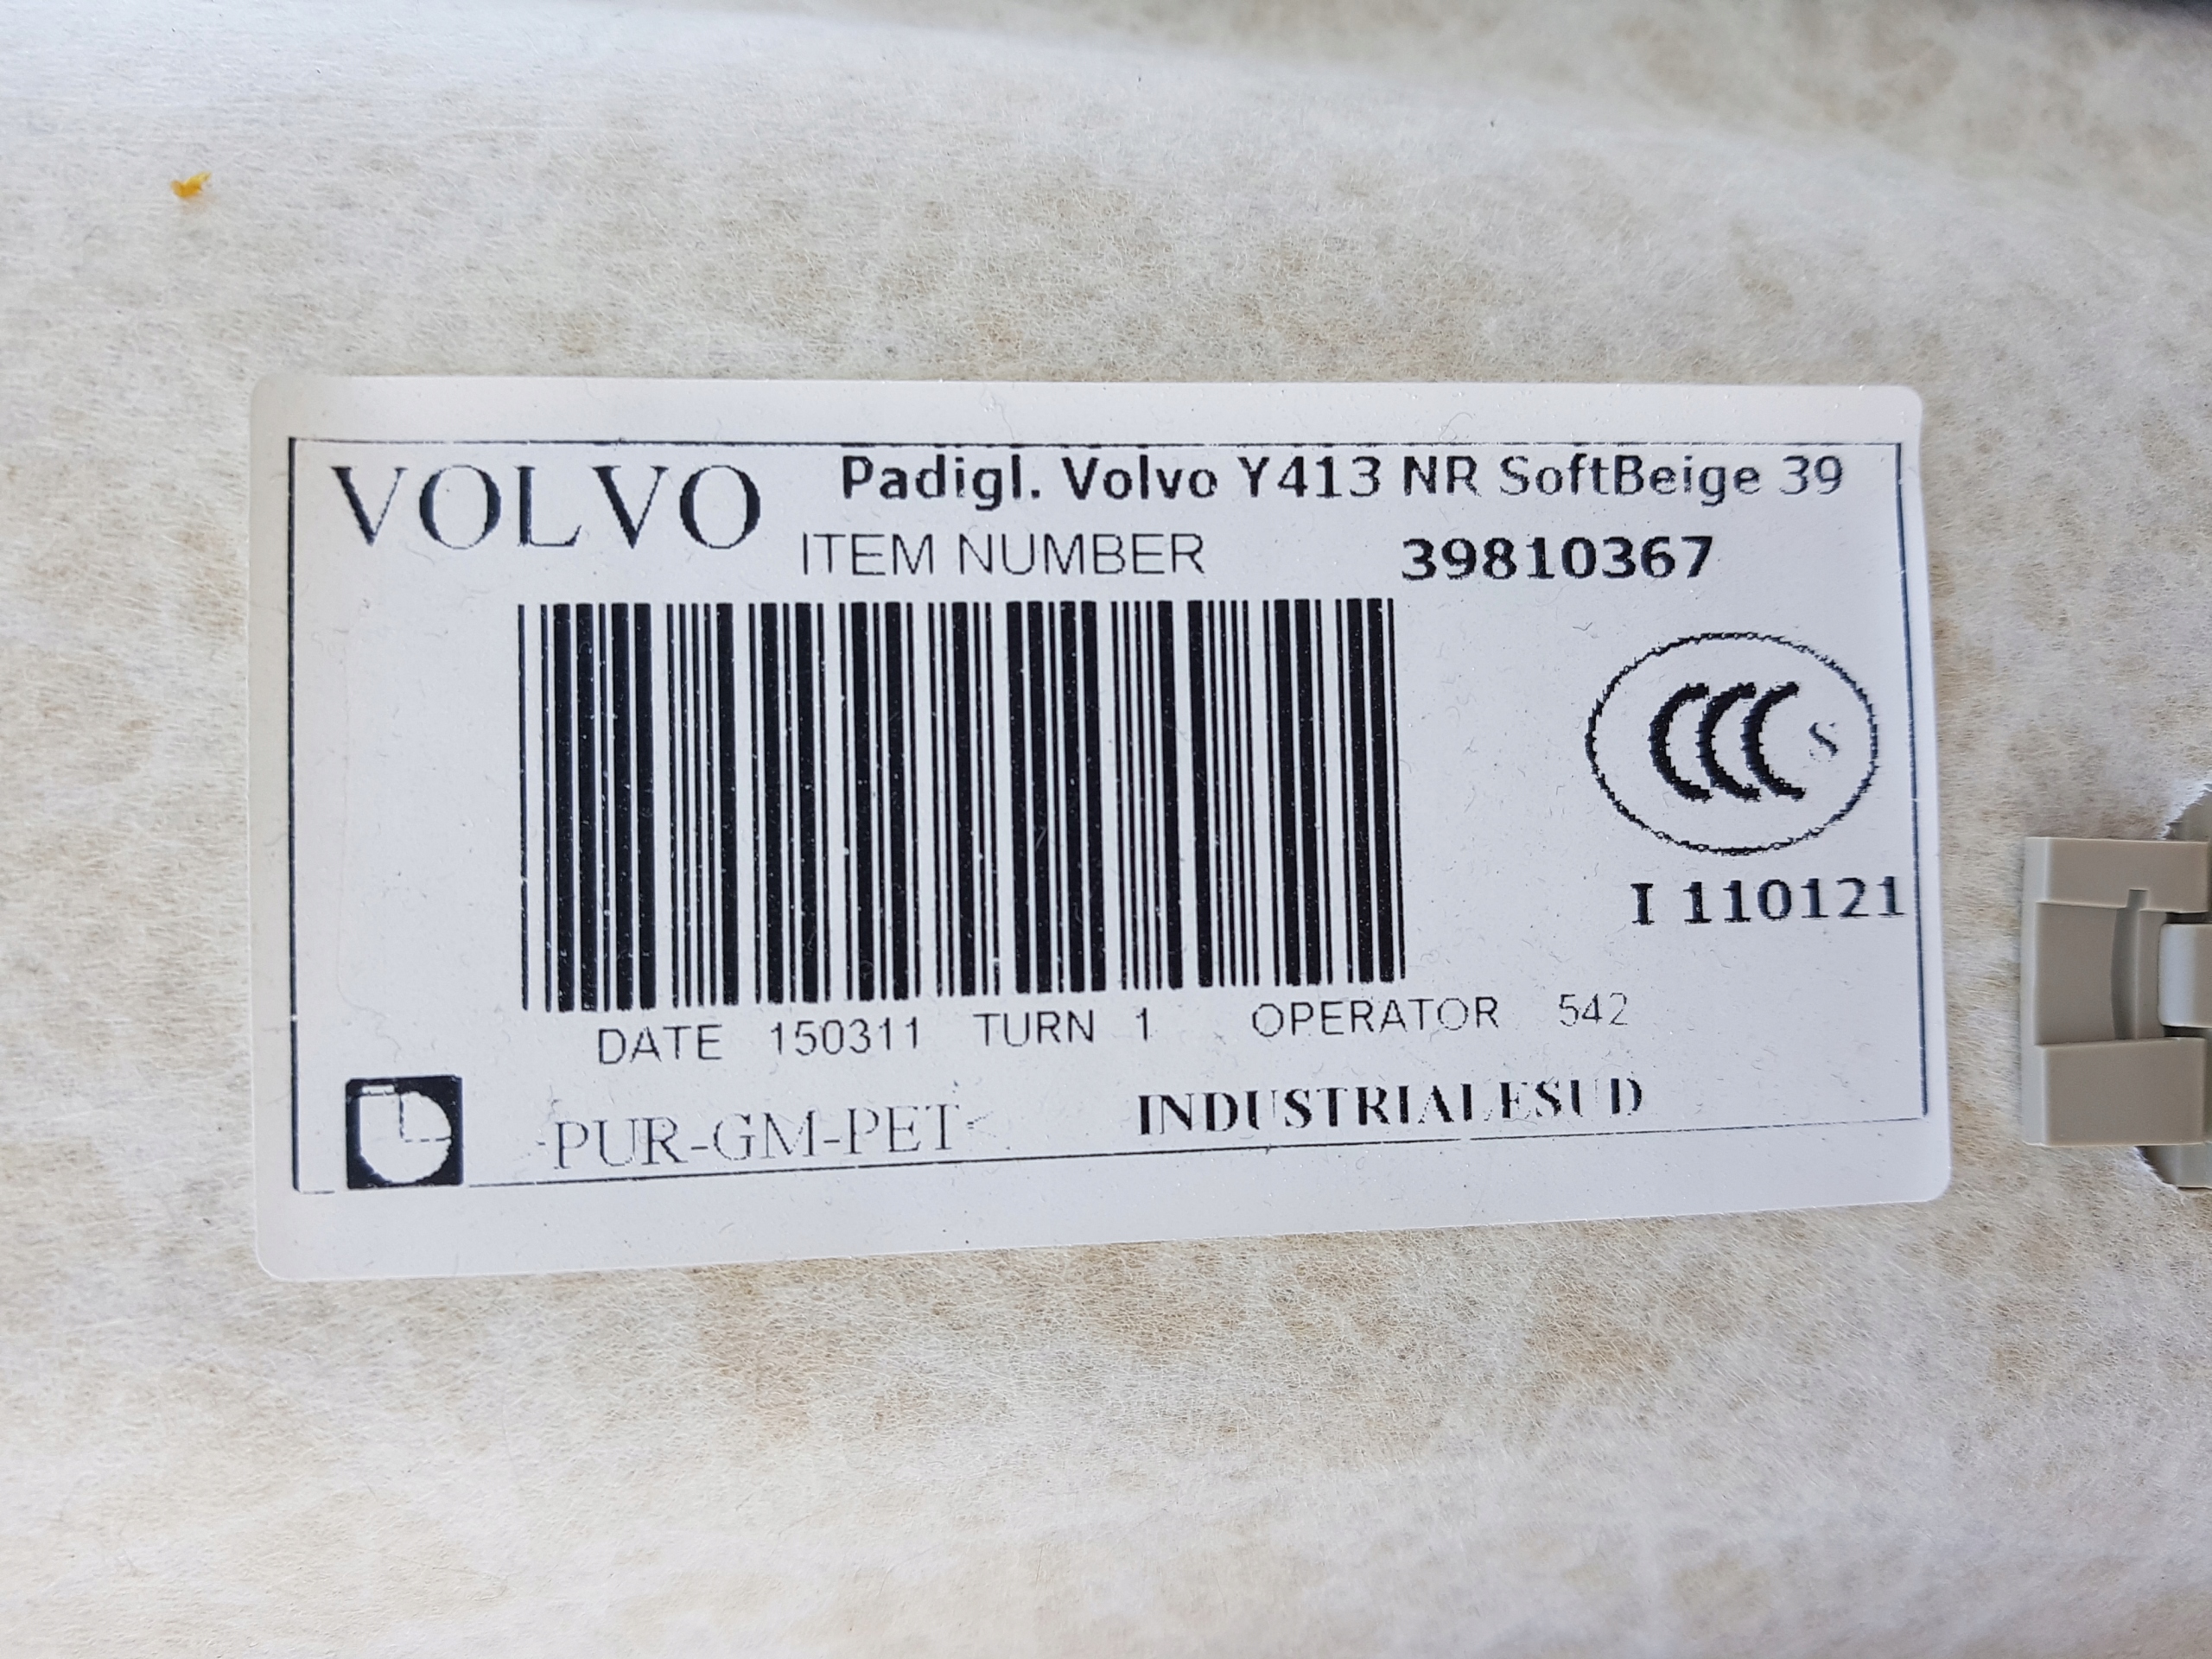 VOLVO Padigl. Volvo Y413 NR SoftBeige 39
ITEM NUMBER 39810367
CCC S
I 110121
DATE 150311 TURN 1 OPERATOR 542
>PUR-GM-PET< INDUSTRIALESUD